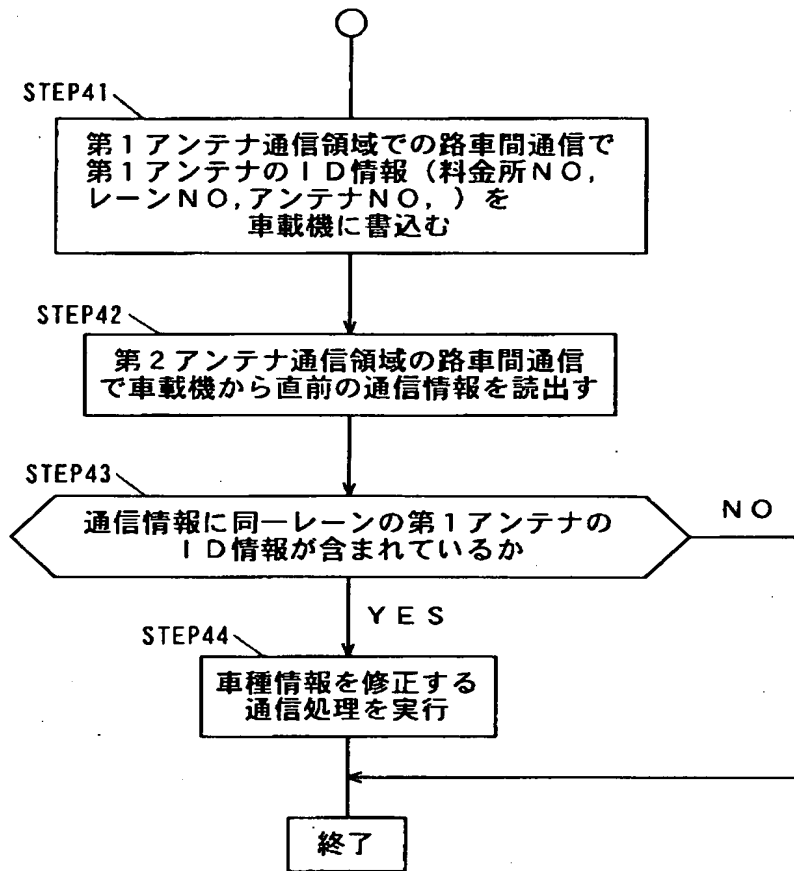 STEP41
第1アンテナ通信領域での路車間通信で
第1アンテナのID情報(料金所NO,
レーンNO,アンテナNO,)を
車載機に書込む
STEP42
第2アンテナ通信領域の路車間通信
で車載機から直前の通信情報を読出す
STEP43
通信情報に同一レーンの第1アンテナの
ID情報が含まれているか
NO
YES
STEP44
車種情報を修正する
通信処理を実行
終了